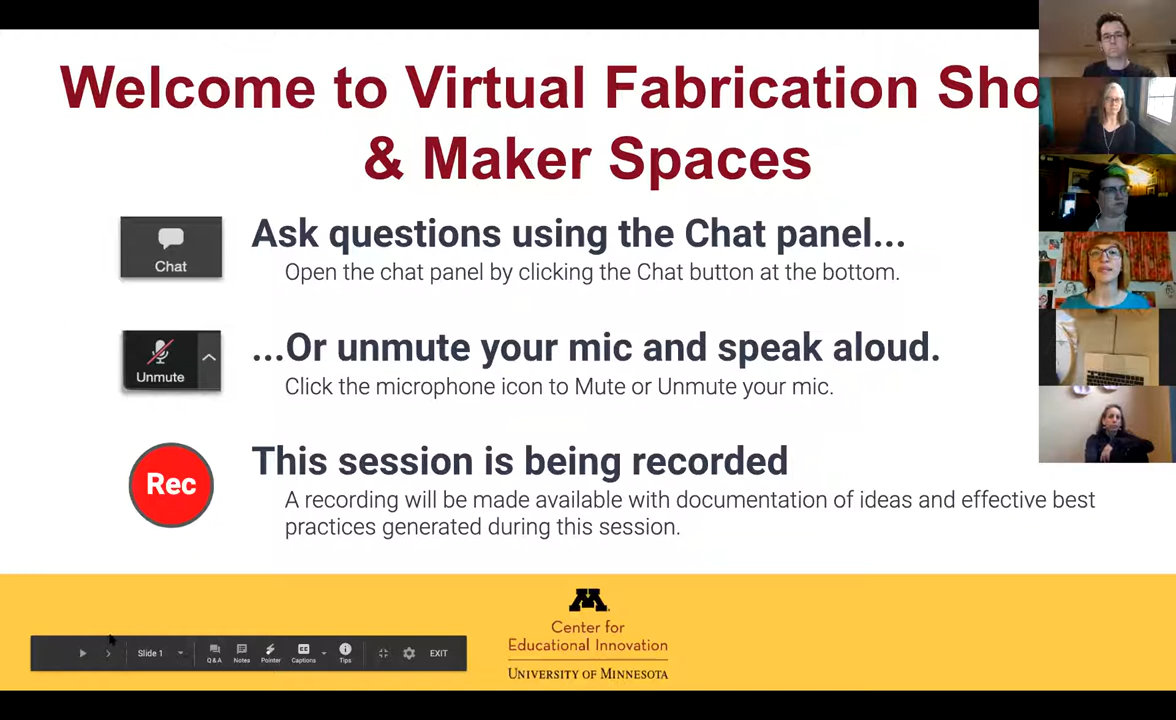 Welcome to Virtual Fabrication Sho
& Maker Spaces
Chat
Ask questions using the Chat panel...
Open the chat panel by clicking the Chat button at the bottom.
Unmute
...Or unmute your mic and speak aloud.
Click the microphone icon to Mute or Unmute your mic.
Rec
This session is being recorded
A recording will be made available with documentation of ideas and effective best
practices generated during this session.
M
Center for
Educational Innovation
UNIVERSITY OF MINNESOTA
Slide 1
Q & A
Notes
Pointer
CC
Captions
Tips
EXIT